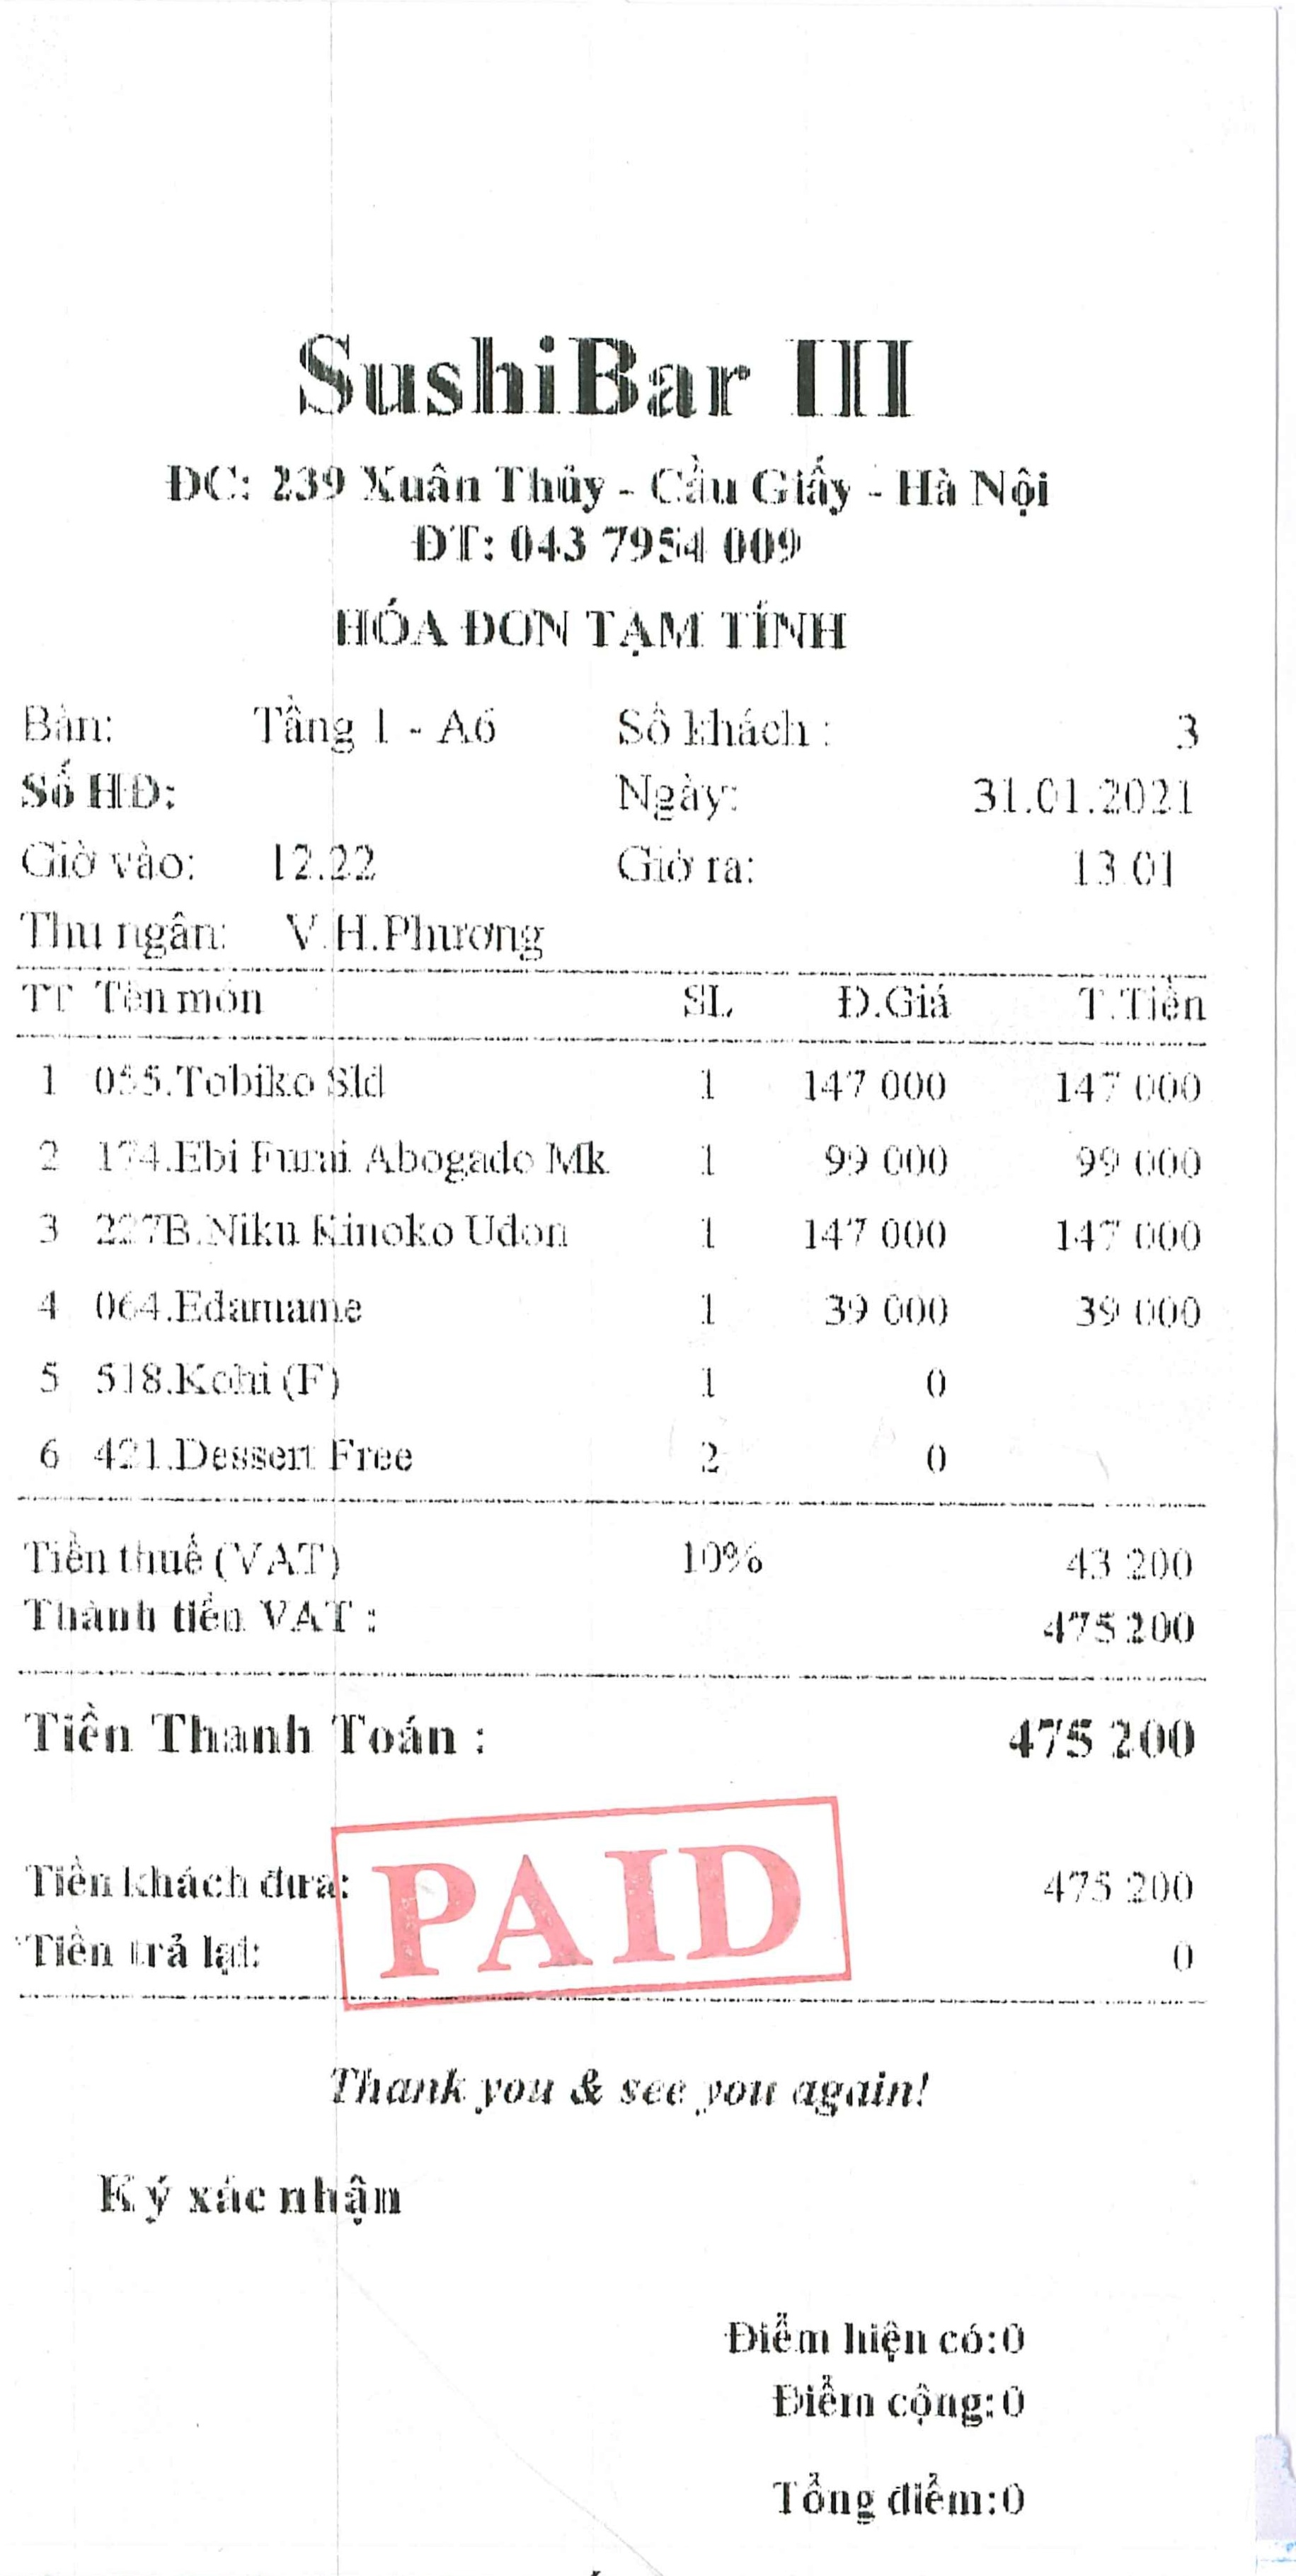 SushiBar III
ĐC: 239 Xuân Thủy - Cầu Giấy - Hà Nội
ĐT: 043 7954 009
HÓA ĐƠN TẠM TÍNH
Bàn: Tầng 1 - A6 Số khách : 3
Số HĐ: Ngày: 31.01.2021
Giờ vào: 12.22 Giờ ra: 13.01
Thu ngân: V.H.Phương
TT Tên món SL Đ.Giá T.Tiền
1 055.Tobiko Sld 1 147 000 147 000
2 174.Ebi Furai Abogado Mk 1 99 000 99 000
3 227B.Niku Kinoko Udon 1 147 000 147 000
4 064.Edamame 1 39 000 39 000
5 518.Kohi (F) 1 0
6 421.Dessert Free 2 0
Tiền thuế (VAT) 10% 43 200
Thành tiền VAT : 475 200
Tiền Thanh Toán : 475 200
PAID
Tiền khách đưa: 475 200
Tiền trả lại: 0
Thank you & see you again!
Ký xác nhận
Điểm hiện có:0
Điểm cộng:0
Tổng điểm:0